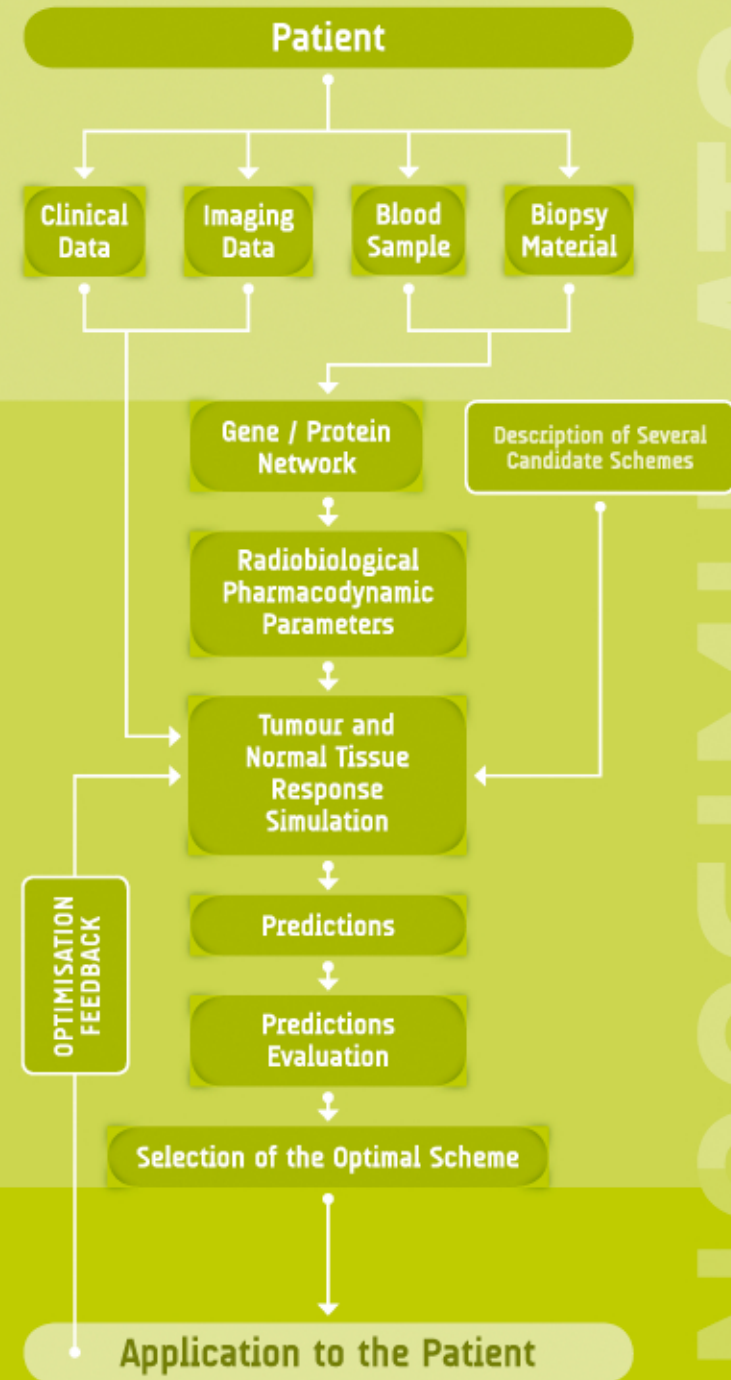 Patient
Clinical
Data
Imaging
Data
Blood
Sample
Biopsy
Material
Gene / Protein
Network
Description of Several
Candidate Schemes
Radiobiological
Pharmacodynamic
Parameters
Tumour and
Normal Tissue
Response
Simulation
OPTIMISATION
FEEDBACK
Predictions
Predictions
Evaluation
Selection of the Optimal Scheme
Application to the Patient